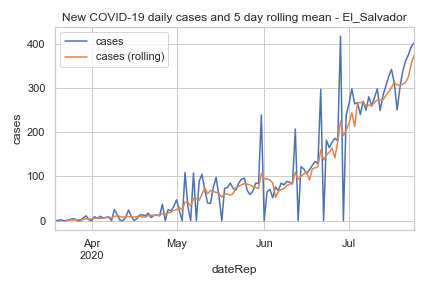 New COVID-19 daily cases and 5 day rolling mean - El_Salvador
cases
cases (rolling)
400
300
200
100
0
cases
Apr
2020
May
Jun
Jul
dateRep